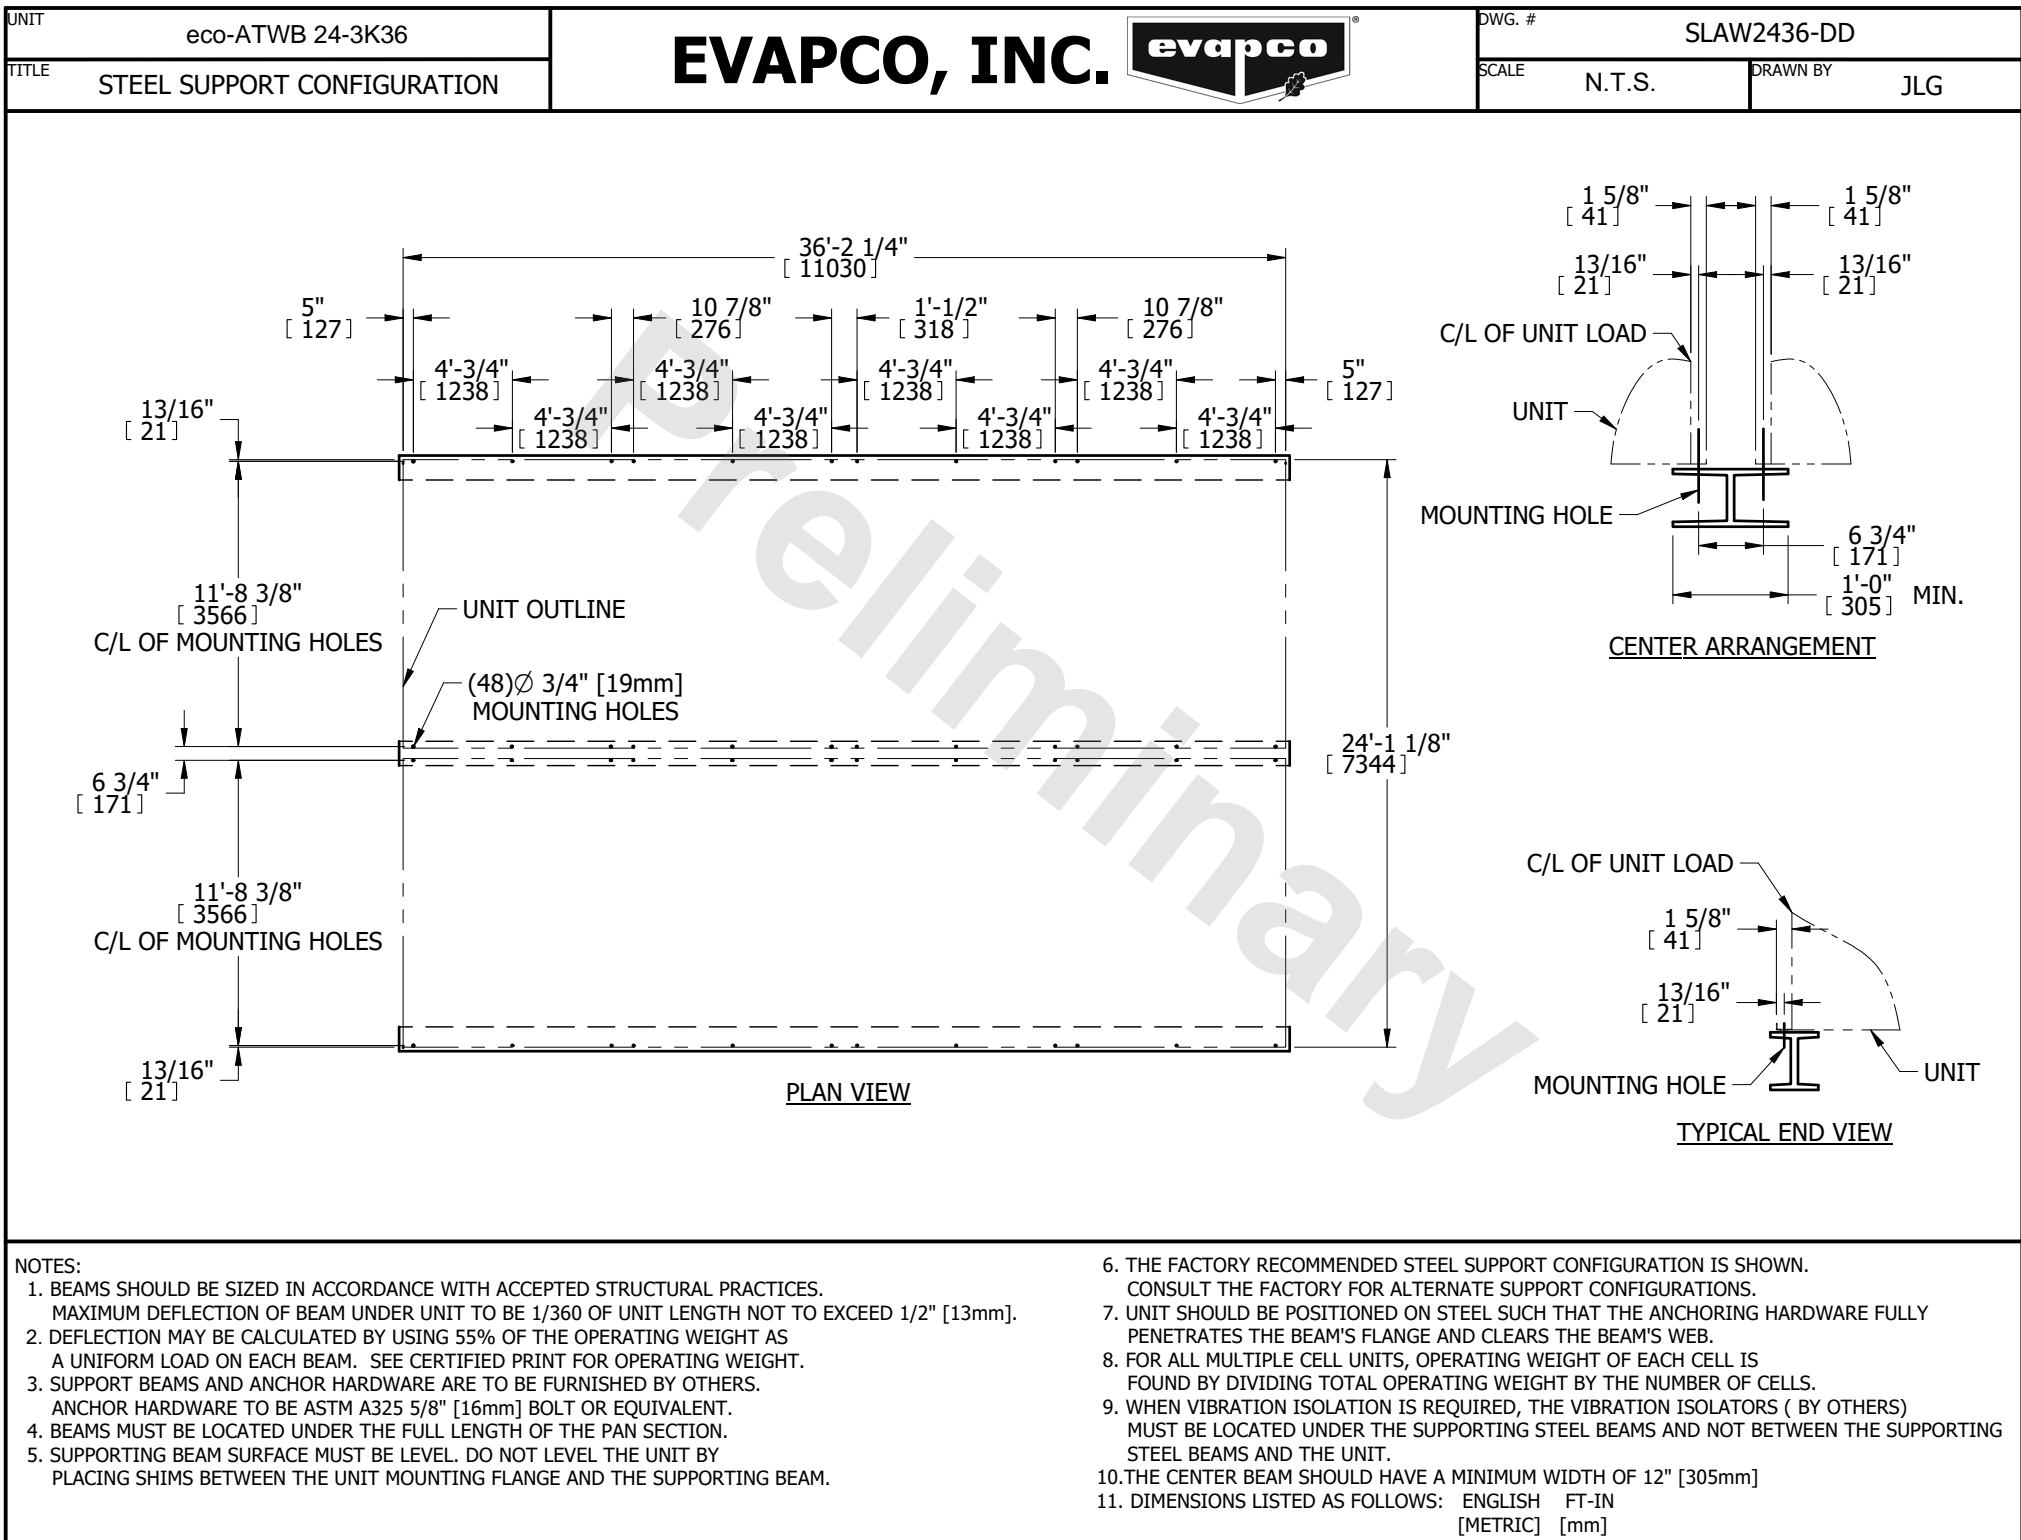 UNIT
eco-ATWB 24-3K36
TITLE
STEEL SUPPORT CONFIGURATION
EVAPCO, INC.
evapco
®
DWG. #
SLAW2436-DD
SCALE
N.T.S.
DRAWN BY
JLG
36'-2 1/4"
[ 11030 ]
5"
[ 127 ]
10 7/8"
[ 276 ]
1'-1/2"
[ 318 ]
10 7/8"
[ 276 ]
4'-3/4"
[ 1238 ]
4'-3/4"
[ 1238 ]
4'-3/4"
[ 1238 ]
4'-3/4"
[ 1238 ]
5"
[ 127 ]
4'-3/4"
[ 1238 ]
4'-3/4"
[ 1238 ]
4'-3/4"
[ 1238 ]
4'-3/4"
[ 1238 ]
13/16"
[ 21 ]
11'-8 3/8"
[ 3566 ]
C/L OF MOUNTING HOLES
UNIT OUTLINE
(48)Ø 3/4" [19mm]
MOUNTING HOLES
6 3/4"
[ 171 ]
24'-1 1/8"
[ 7344 ]
11'-8 3/8"
[ 3566 ]
C/L OF MOUNTING HOLES
13/16"
[ 21 ]
PLAN VIEW
Preliminary
1 5/8"
[ 41 ]
1 5/8"
[ 41 ]
13/16"
[ 21 ]
13/16"
[ 21 ]
C/L OF UNIT LOAD
UNIT
MOUNTING HOLE
6 3/4"
[ 171 ]
1'-0"
[ 305 ]
MIN.
CENTER ARRANGEMENT
C/L OF UNIT LOAD
1 5/8"
[ 41 ]
13/16"
[ 21 ]
MOUNTING HOLE
UNIT
TYPICAL END VIEW
NOTES:
1. BEAMS SHOULD BE SIZED IN ACCORDANCE WITH ACCEPTED STRUCTURAL PRACTICES.
MAXIMUM DEFLECTION OF BEAM UNDER UNIT TO BE 1/360 OF UNIT LENGTH NOT TO EXCEED 1/2" [13mm].
2. DEFLECTION MAY BE CALCULATED BY USING 55% OF THE OPERATING WEIGHT AS
A UNIFORM LOAD ON EACH BEAM. SEE CERTIFIED PRINT FOR OPERATING WEIGHT.
3. SUPPORT BEAMS AND ANCHOR HARDWARE ARE TO BE FURNISHED BY OTHERS.
ANCHOR HARDWARE TO BE ASTM A325 5/8" [16mm] BOLT OR EQUIVALENT.
4. BEAMS MUST BE LOCATED UNDER THE FULL LENGTH OF THE PAN SECTION.
5. SUPPORTING BEAM SURFACE MUST BE LEVEL. DO NOT LEVEL THE UNIT BY
PLACING SHIMS BETWEEN THE UNIT MOUNTING FLANGE AND THE SUPPORTING BEAM.
6. THE FACTORY RECOMMENDED STEEL SUPPORT CONFIGURATION IS SHOWN.
CONSULT THE FACTORY FOR ALTERNATE SUPPORT CONFIGURATIONS.
7. UNIT SHOULD BE POSITIONED ON STEEL SUCH THAT THE ANCHORING HARDWARE FULLY
PENETRATES THE BEAM'S FLANGE AND CLEARS THE BEAM'S WEB.
8. FOR ALL MULTIPLE CELL UNITS, OPERATING WEIGHT OF EACH CELL IS
FOUND BY DIVIDING TOTAL OPERATING WEIGHT BY THE NUMBER OF CELLS.
9. WHEN VIBRATION ISOLATION IS REQUIRED, THE VIBRATION ISOLATORS ( BY OTHERS)
MUST BE LOCATED UNDER THE SUPPORTING STEEL BEAMS AND NOT BETWEEN THE SUPPORTING
STEEL BEAMS AND THE UNIT.
10.THE CENTER BEAM SHOULD HAVE A MINIMUM WIDTH OF 12" [305mm]
11. DIMENSIONS LISTED AS FOLLOWS: ENGLISH FT-IN
[METRIC] [mm]